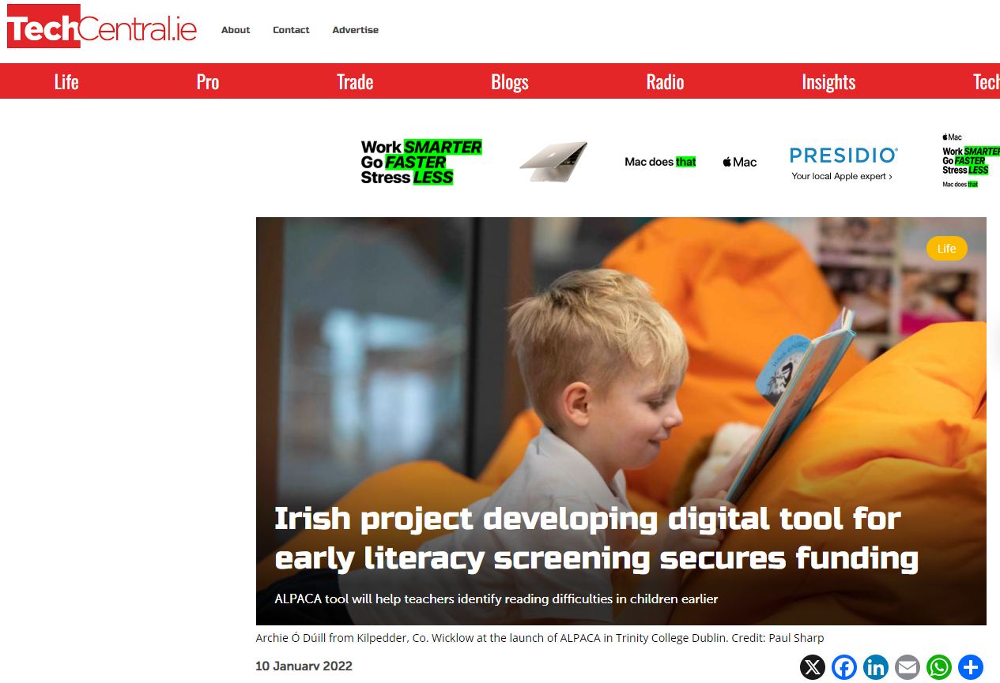 TechCentral.ie
About Contact Advertise
Life Pro Trade Blogs Radio Insights Tech
Work SMARTER
Go FASTER
Stress LESS
Mac does that
Mac
PRESIDIO®
Your local Apple expert ›
Mac
Work SMARTER
Go FASTER
Stress LESS
Mac does that
Life
Irish project developing digital tool for
early literacy screening secures funding
ALPACA tool will help teachers identify reading difficulties in children earlier
Archie Ó Dúill from Kilpedder, Co. Wicklow at the launch of ALPACA in Trinity College Dublin. Credit: Paul Sharp
10 January 2022